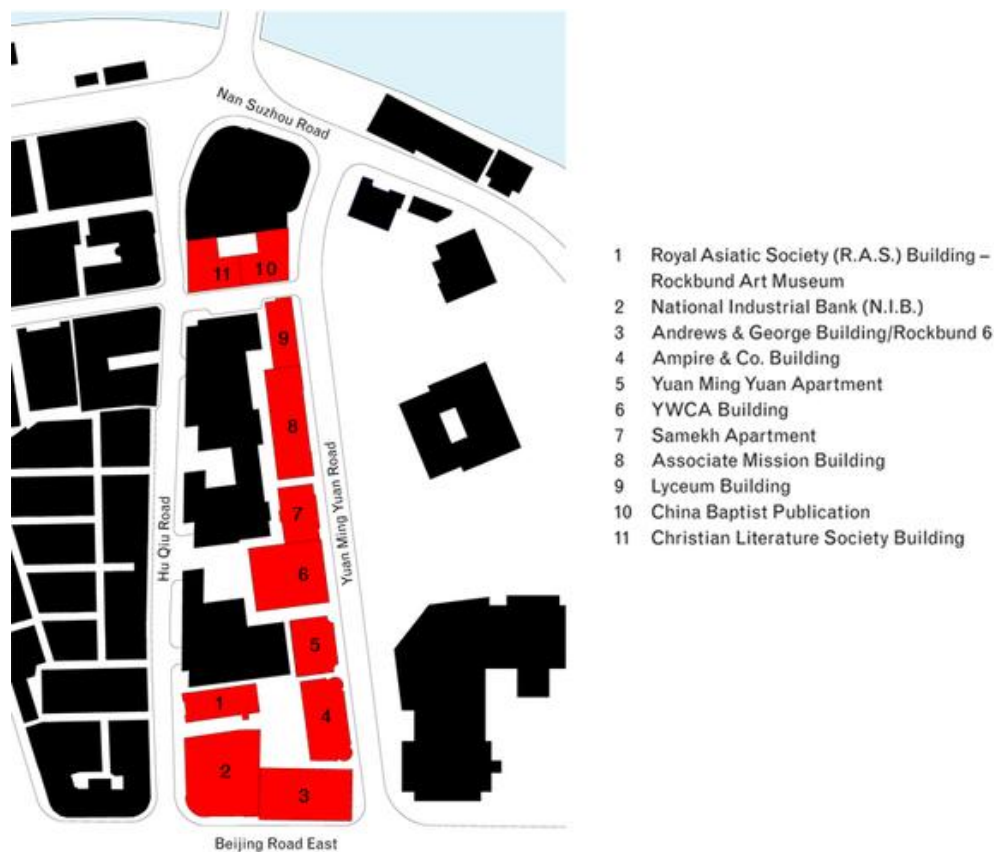 Nan Suzhou Road
11 10
9
8
Hu Qiu Road
Yuan Ming Yuan Road
7
6
5
1
4
2
3
Beijing Road East
1 Royal Asiatic Society (R.A.S.) Building –
Rockbund Art Museum
2 National Industrial Bank (N.I.B.)
3 Andrews & George Building/Rockbund 6
4 Ampire & Co. Building
5 Yuan Ming Yuan Apartment
6 YWCA Building
7 Samekh Apartment
8 Associate Mission Building
9 Lyceum Building
10 China Baptist Publication
11 Christian Literature Society Building